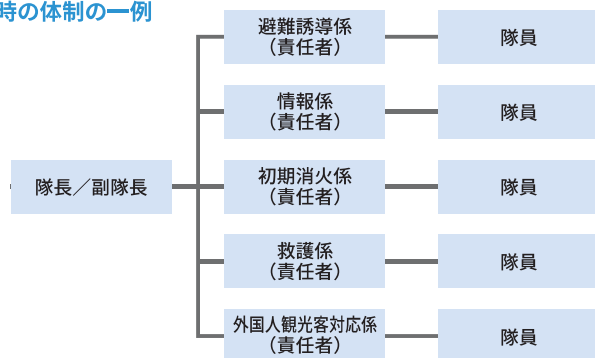 時の体制の一例
避難誘導係
（責任者）
隊員
情報係
（責任者）
隊員
隊長／副隊長
初期消火係
（責任者）
隊員
救護係
（責任者）
隊員
外国人観光客対応係
（責任者）
隊員